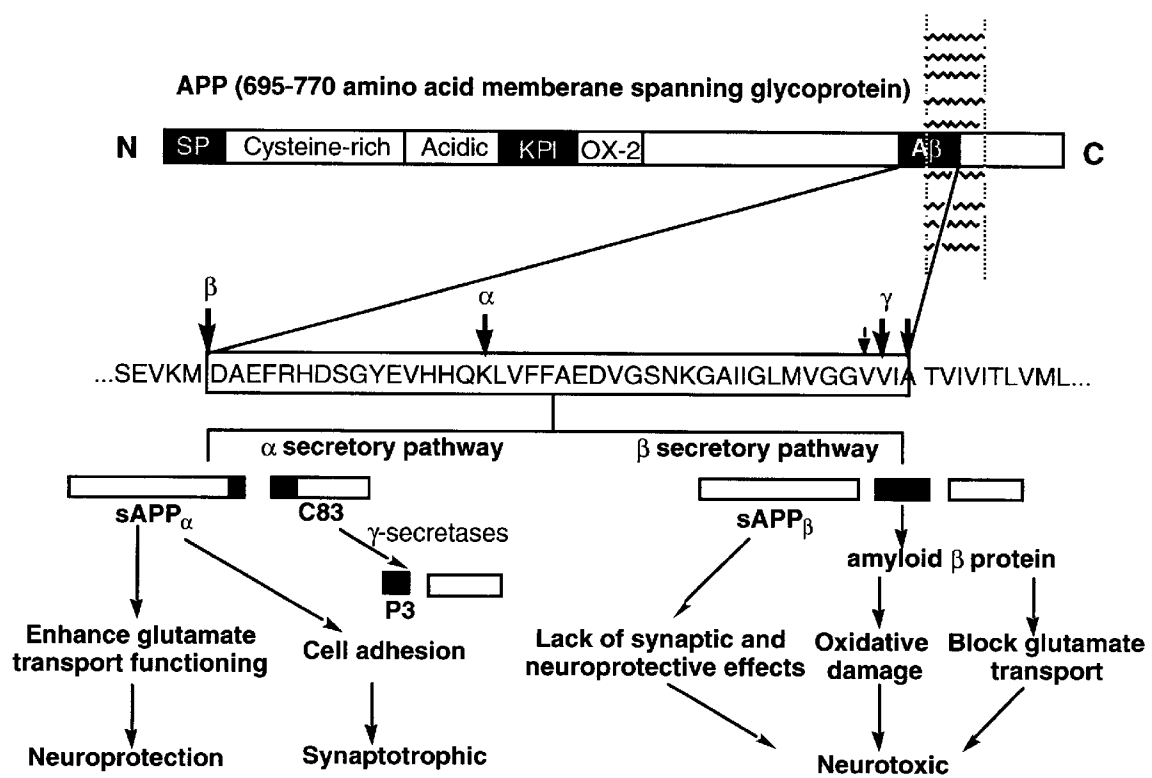 APP (695-770 amino acid memberane spanning glycoprotein)
N SP Cysteine-rich Acidic KPI OX-2 Aβ C
β α γ
...SEVKM DAEFRHDSGYEVHHQKLVFFAEDVGSNKGAIIGLMVGGVVIA TVIVITLVML...
α secretory pathway β secretory pathway
sAPPα C83 sAPPβ
γ-secretases
amyloid β protein
P3
Enhance glutamate
transport functioning
Cell adhesion
Lack of synaptic and
neuroprotective effects
Oxidative
damage
Block glutamate
transport
Neuroprotection Synaptotrophic Neurotoxic